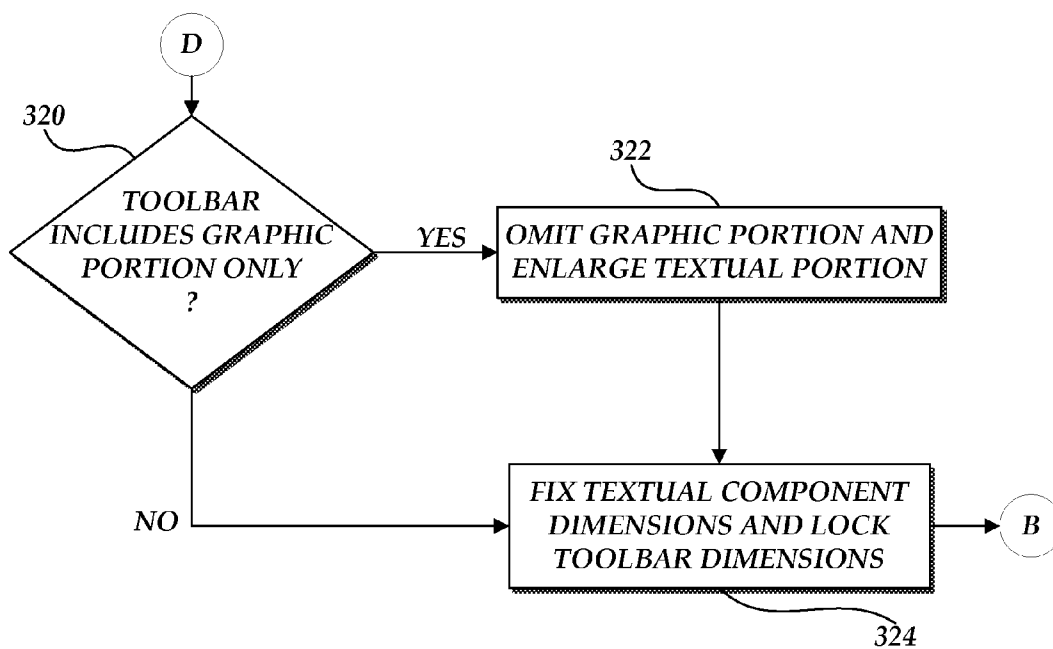 D
320
TOOLBAR
INCLUDES GRAPHIC
PORTION ONLY
?
YES
322
OMIT GRAPHIC PORTION AND
ENLARGE TEXTUAL PORTION
NO
FIX TEXTUAL COMPONENT
DIMENSIONS AND LOCK
TOOLBAR DIMENSIONS
B
324